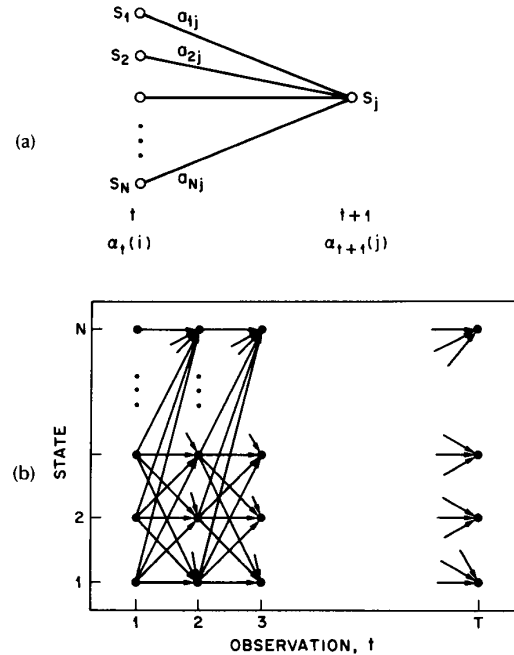 S1
a1j
S2
a2j
Sj
(a)
SN
aNj
t
t+1
αt(i)
αt+1(j)
N
(b)
STATE
2
1
1
2
3
T
OBSERVATION, t